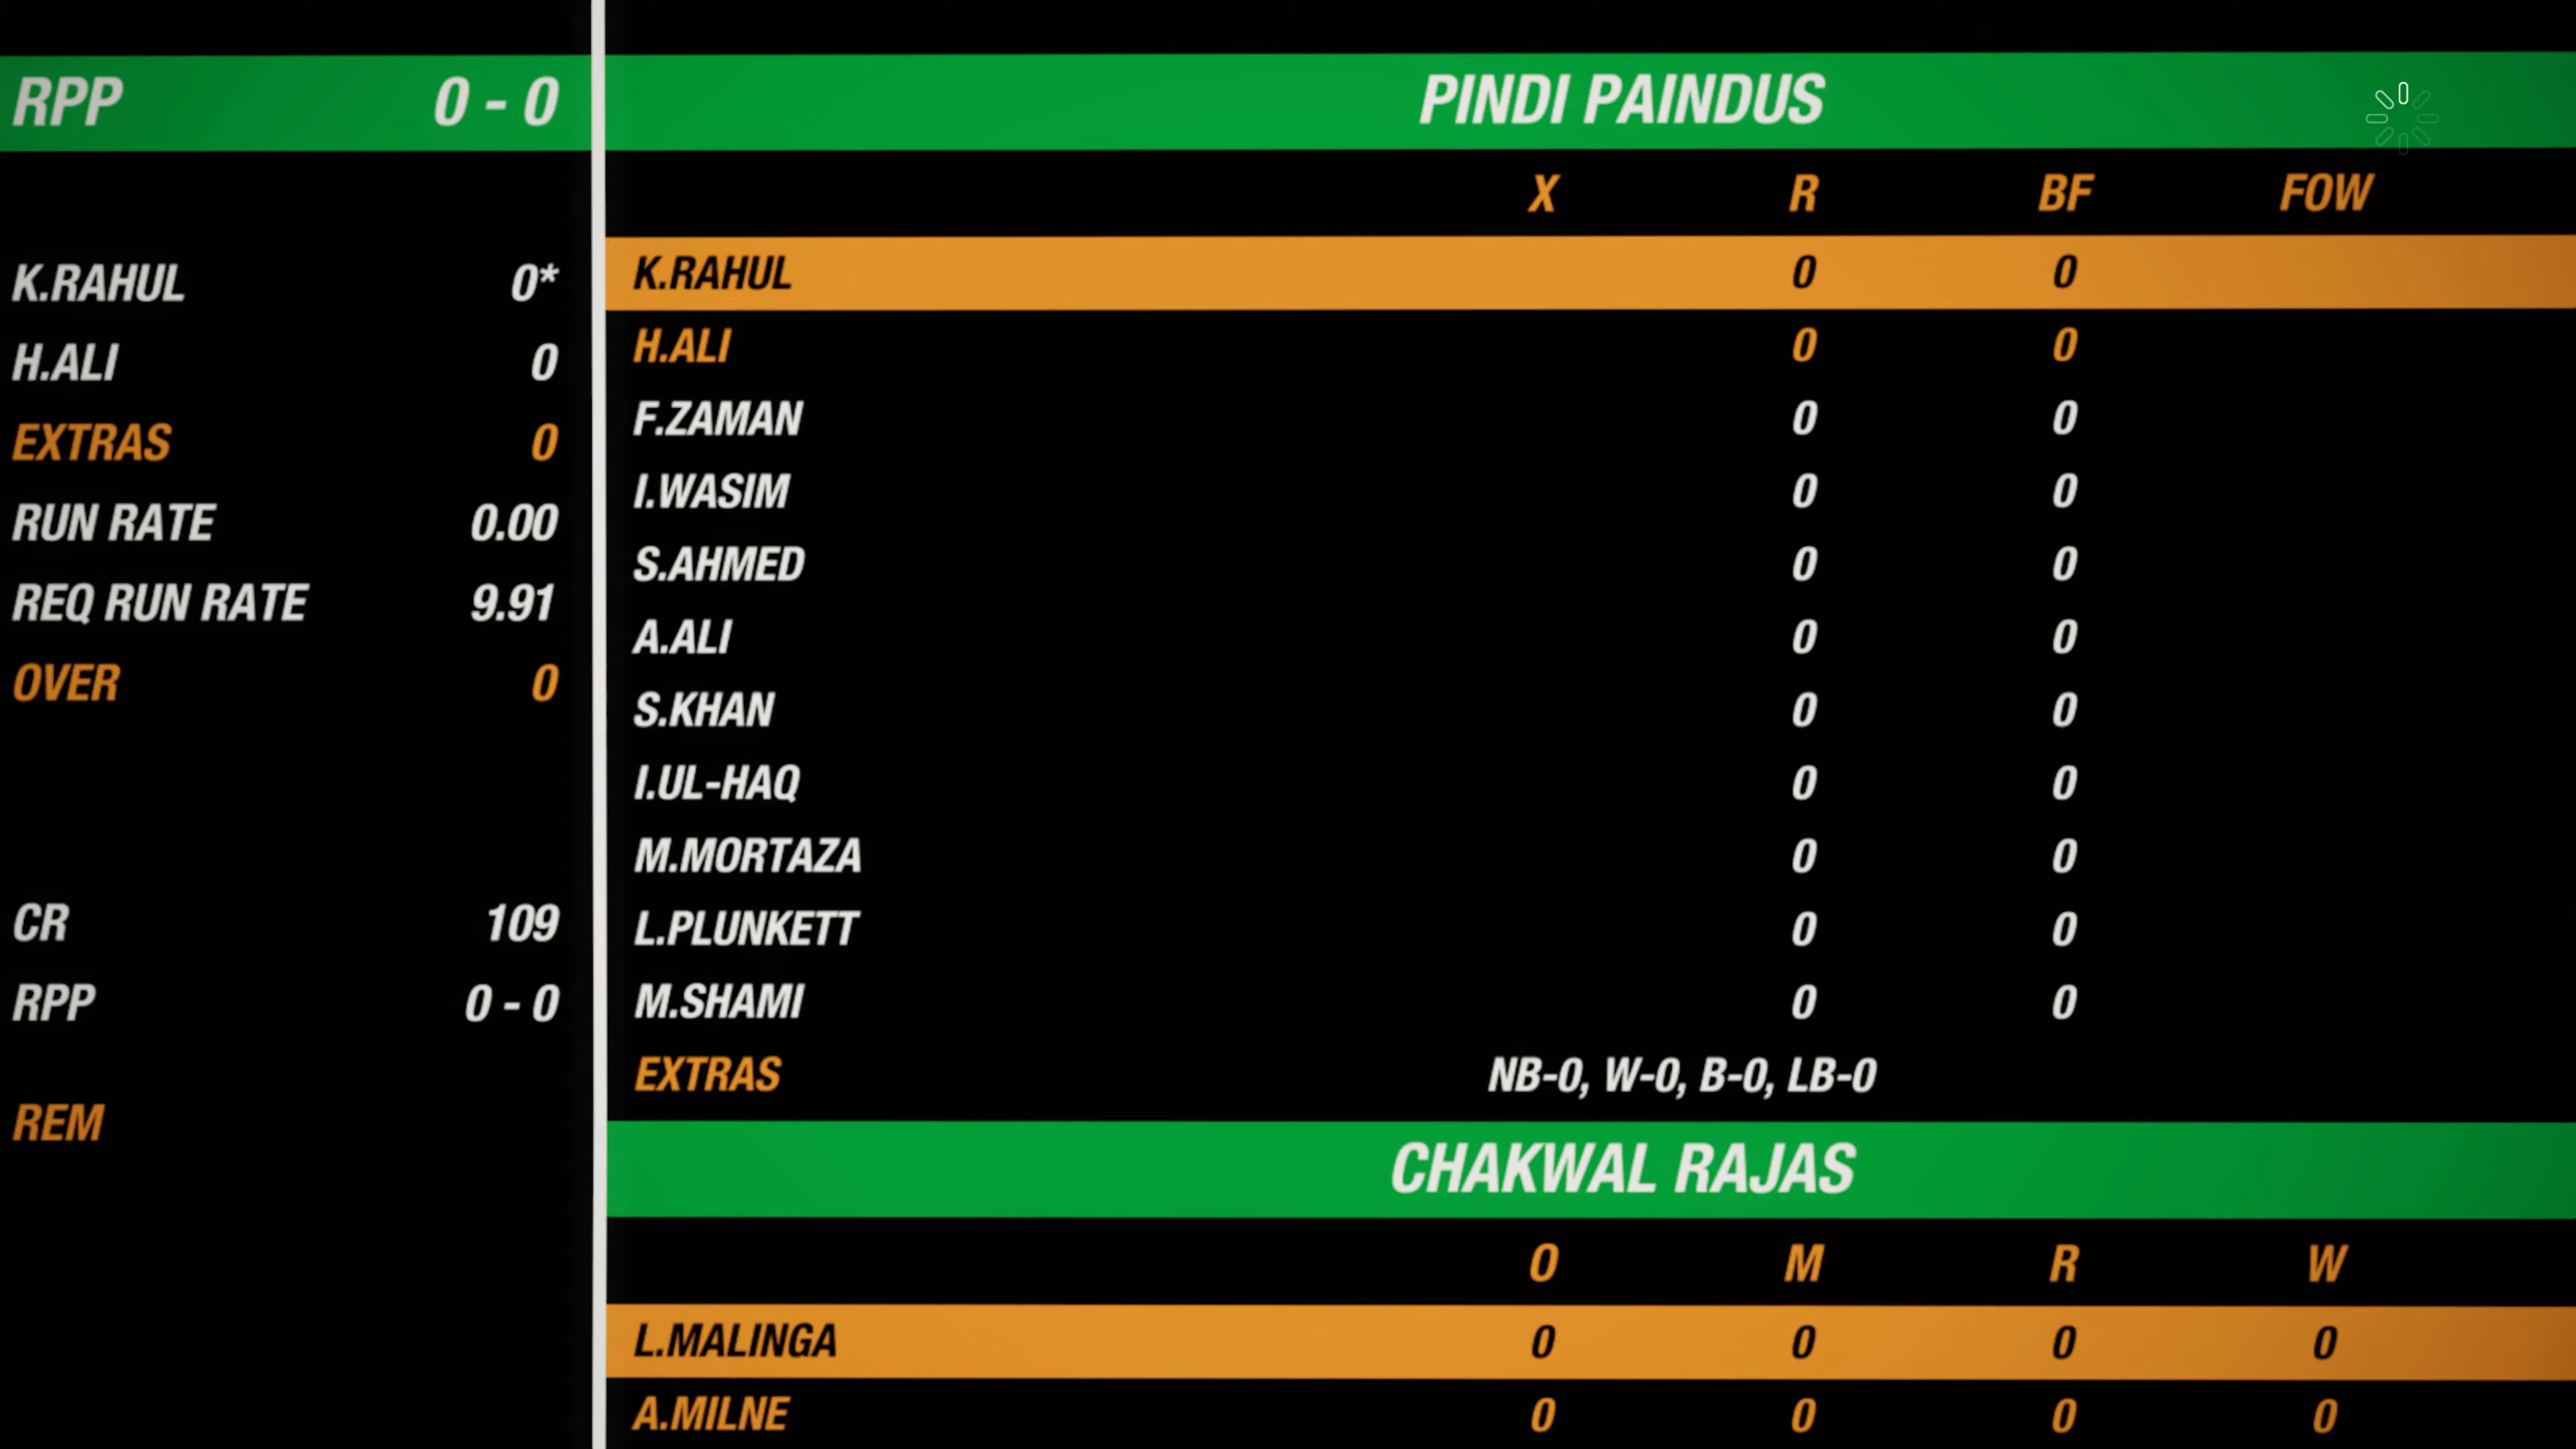 RPP 0 - 0
K.RAHUL 0*
H.ALI 0
EXTRAS 0
RUN RATE 0.00
REQ RUN RATE 9.91
OVER 0
CR 109
RPP 0 - 0
REM
PINDI PAINDUS
X R BF FOW
K.RAHUL 0 0
H.ALI 0 0
F.ZAMAN 0 0
I.WASIM 0 0
S.AHMED 0 0
A.ALI 0 0
S.KHAN 0 0
I.UL-HAQ 0 0
M.MORTAZA 0 0
L.PLUNKETT 0 0
M.SHAMI 0 0
EXTRAS NB-0, W-0, B-0, LB-0
CHAKWAL RAJAS
O M R W
L.MALINGA 0 0 0 0
A.MILNE 0 0 0 0